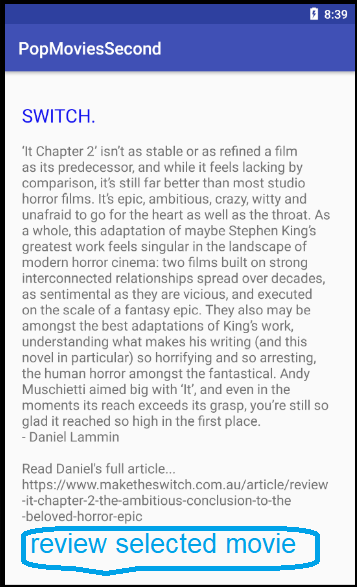 8:39
PopMoviesSecond
SWITCH.
‘It Chapter 2’ isn’t as stable or as refined a film
as its predecessor, and while it feels lacking by
comparison, it’s still far better than most studio
horror films. It’s epic, ambitious, crazy, witty and
unafraid to go for the heart as well as the throat. As
a whole, this adaptation of maybe Stephen King’s
greatest work feels singular in the landscape of
modern horror cinema: two films built on strong
interconnected relationships spread over decades,
as sentimental as they are vicious, and executed
on the scale of a fantasy epic. They also may be
amongst the best adaptations of King’s work,
understanding what makes his writing (and this
novel in particular) so horrifying and so arresting,
the human horror amongst the fantastical. Andy
Muschietti aimed big with ‘It’, and even in the
moments its reach exceeds its grasp, you’re still so
glad it reached so high in the first place.
- Daniel Lammin
Read Daniel's full article...
https://www.maketheswitch.com.au/article/review
-it-chapter-2-the-ambitious-conclusion-to-the
-beloved-horror-epic
review selected movie